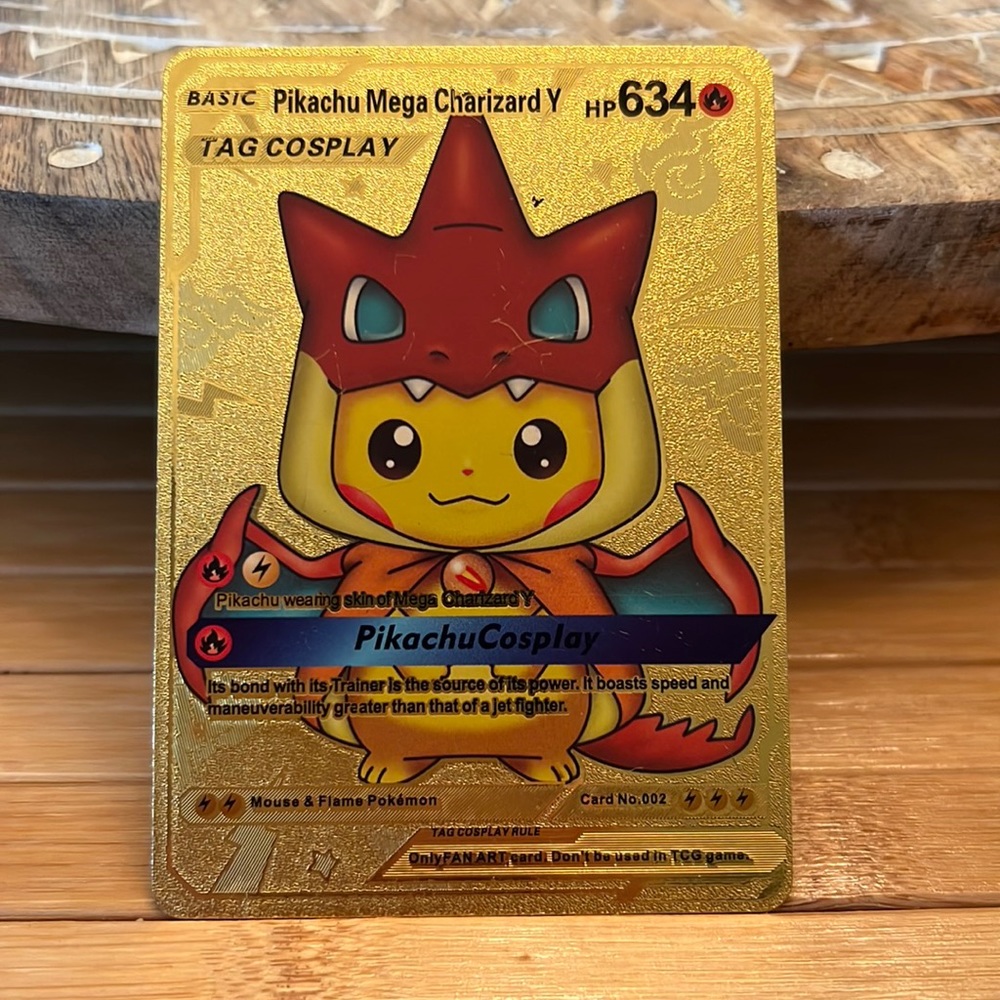 BASIC Pikachu Mega Charizard Y HP634
TAG COSPLAY
Pikachu wearing skin of Mega Charizard Y
PikachuCosplay
Its bond with its Trainer is the source of its power. It boasts speed and
maneuverability greater than that of a jet fighter.
Mouse & Flame Pokémon Card No.002
TAG COSPLAY RULE
OnlyFAN ART card. Don't be used in TCG game.